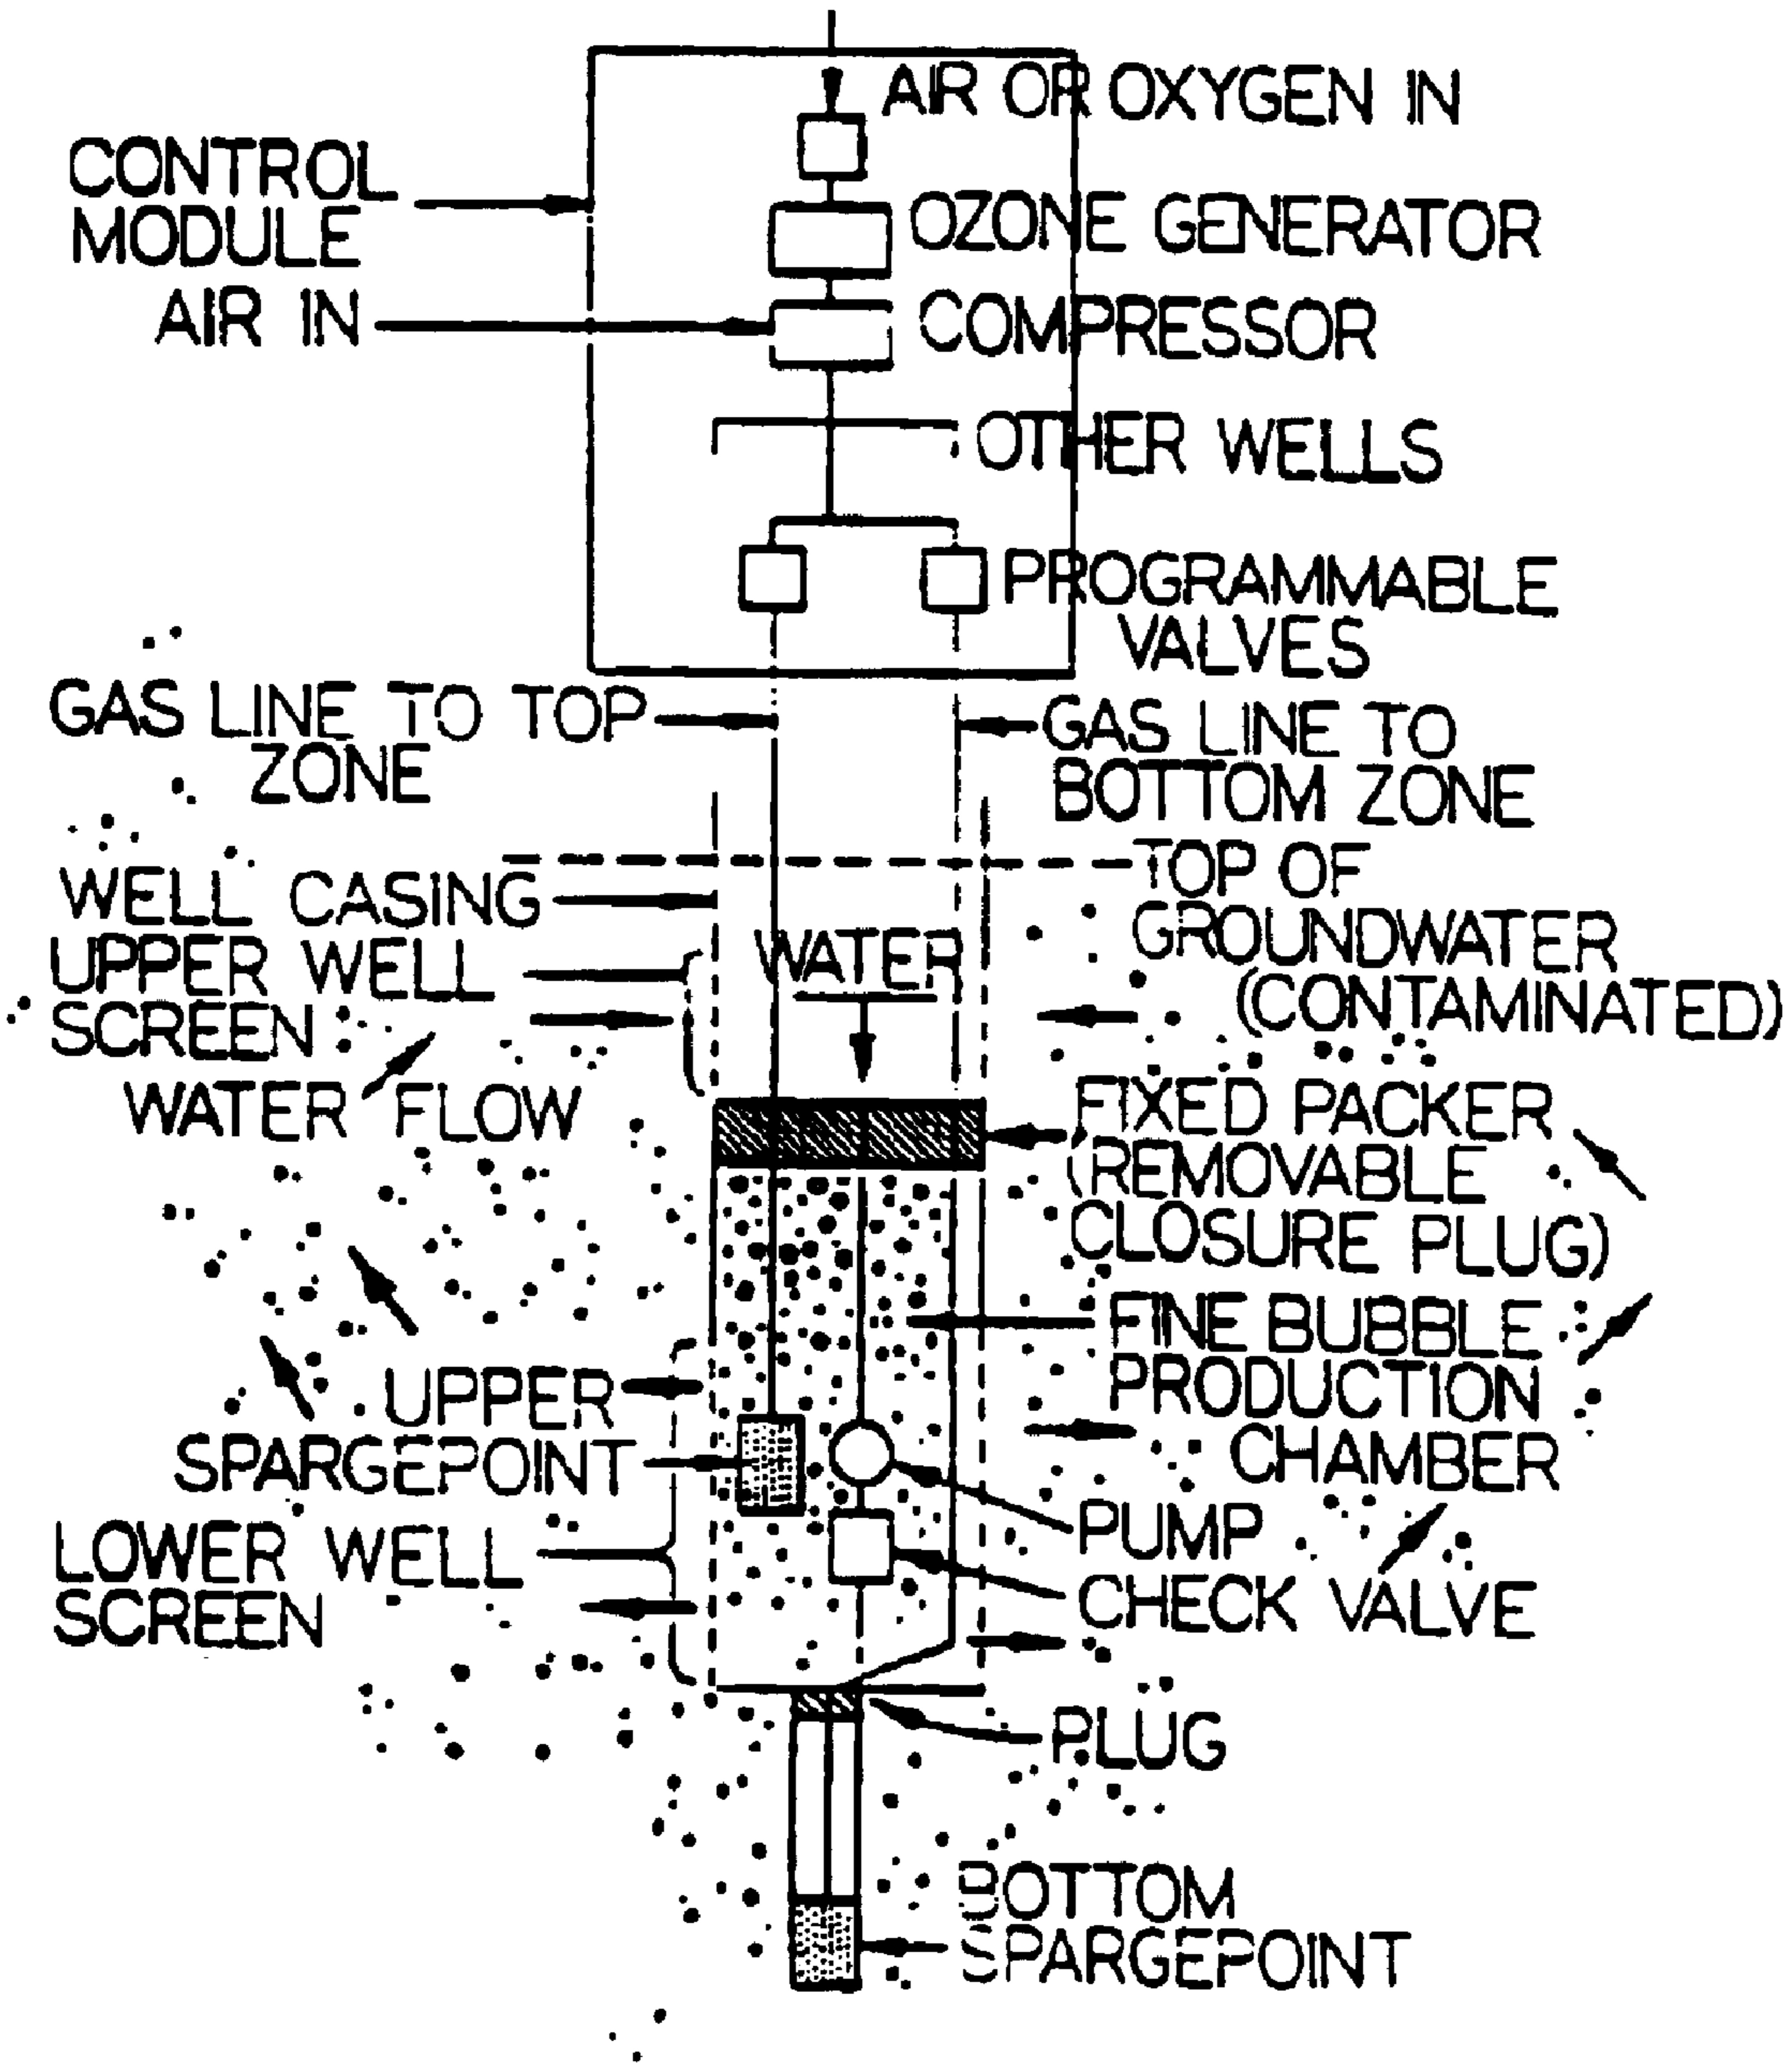 AIR OR OXYGEN IN
CONTROL
MODULE
OZONE GENERATOR
AIR IN
COMPRESSOR
OTHER WELLS
PROGRAMMABLE
VALVES
GAS LINE TO TOP
ZONE
GAS LINE TO
BOTTOM ZONE
TOP OF
GROUNDWATER
(CONTAMINATED)
WELL CASING
UPPER WELL
SCREEN
WATER
WATER FLOW
FIXED PACKER
(REMOVABLE
CLOSURE PLUG)
FINE BUBBLE
PRODUCTION
CHAMBER
UPPER
SPARGEPOINT
LOWER WELL
SCREEN
PUMP
CHECK VALVE
PLUG
BOTTOM
SPARGEPOINT